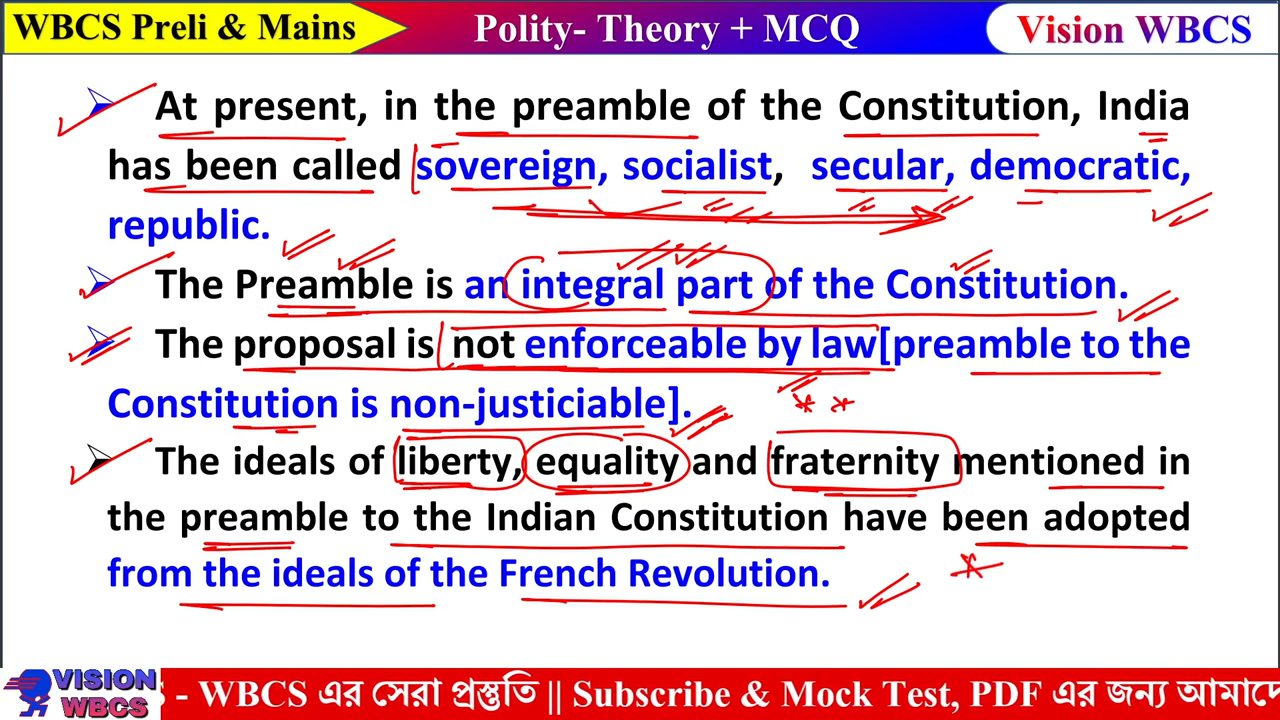 WBCS Preli & Mains
Polity- Theory + MCQ
Vision WBCS
At present, in the preamble of the Constitution, India
has been called sovereign, socialist, secular, democratic,
republic.
The Preamble is an integral part of the Constitution.
The proposal is not enforceable by law[preamble to the
Constitution is non-justiciable].
The ideals of liberty, equality and fraternity mentioned in
the preamble to the Indian Constitution have been adopted
from the ideals of the French Revolution.
VISION
WBCS
S - WBCS এর সেরা প্রস্তুতি || Subscribe & Mock Test, PDF এর জন্য আমাদে